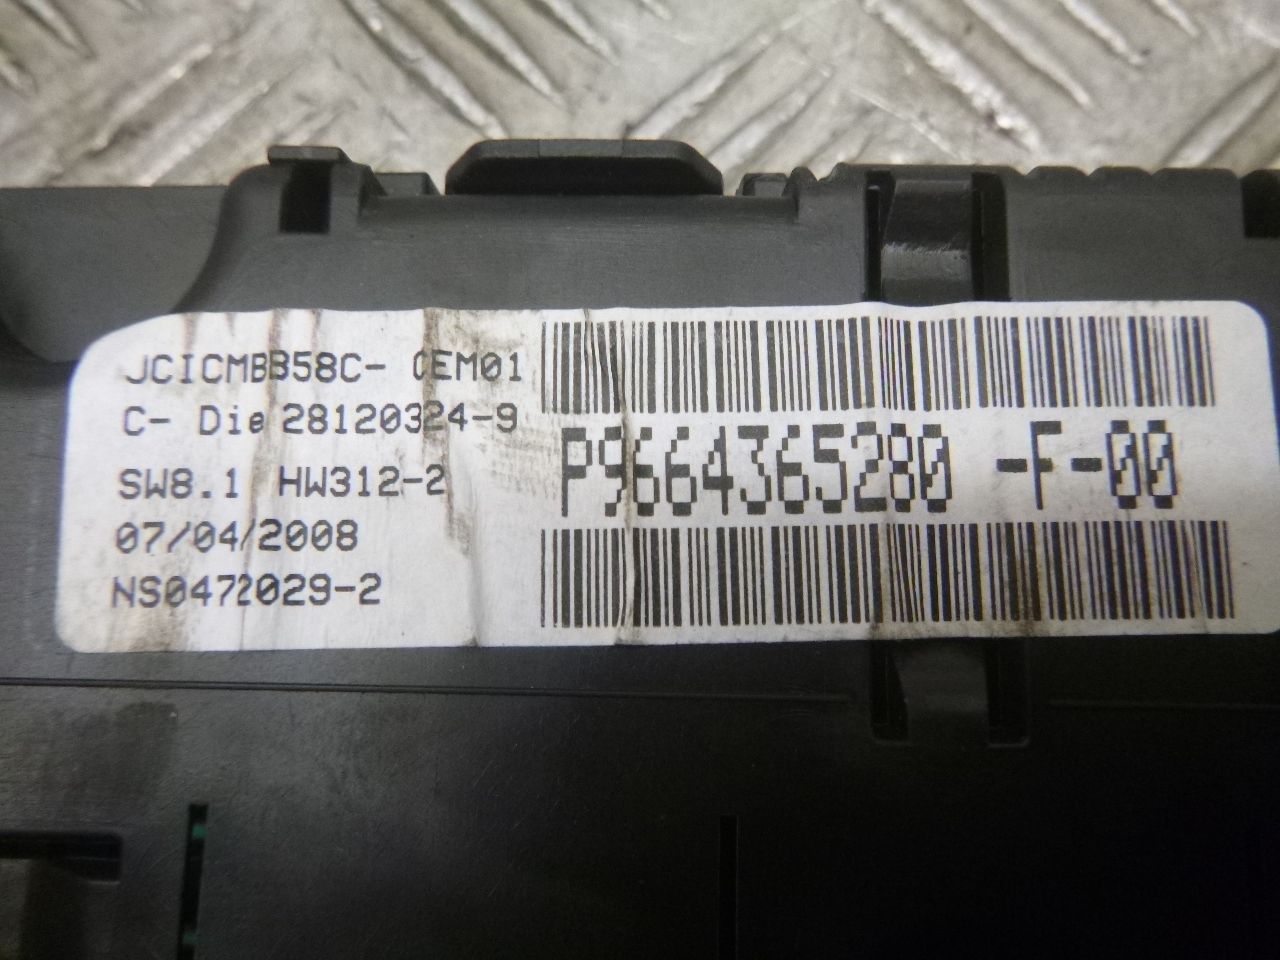 JCICMBB58C- CEM01
C- Die 28120324-9
SW8.1 HW312-2
07/04/2008
NS0472029-2
P9664365280 -F-00